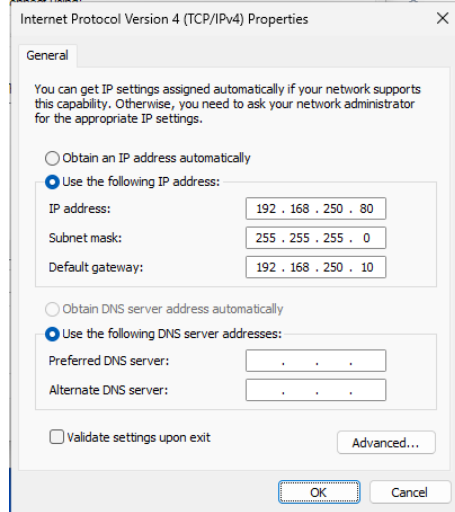 Internet Protocol Version 4 (TCP/IPv4) Properties
General
You can get IP settings assigned automatically if your network supports
this capability. Otherwise, you need to ask your network administrator
for the appropriate IP settings.
Obtain an IP address automatically
Use the following IP address:
IP address: 192 . 168 . 250 . 80
Subnet mask: 255 . 255 . 255 . 0
Default gateway: 192 . 168 . 250 . 10
Obtain DNS server address automatically
Use the following DNS server addresses:
Preferred DNS server: . . .
Alternate DNS server: . . .
Validate settings upon exit
Advanced...
OK Cancel